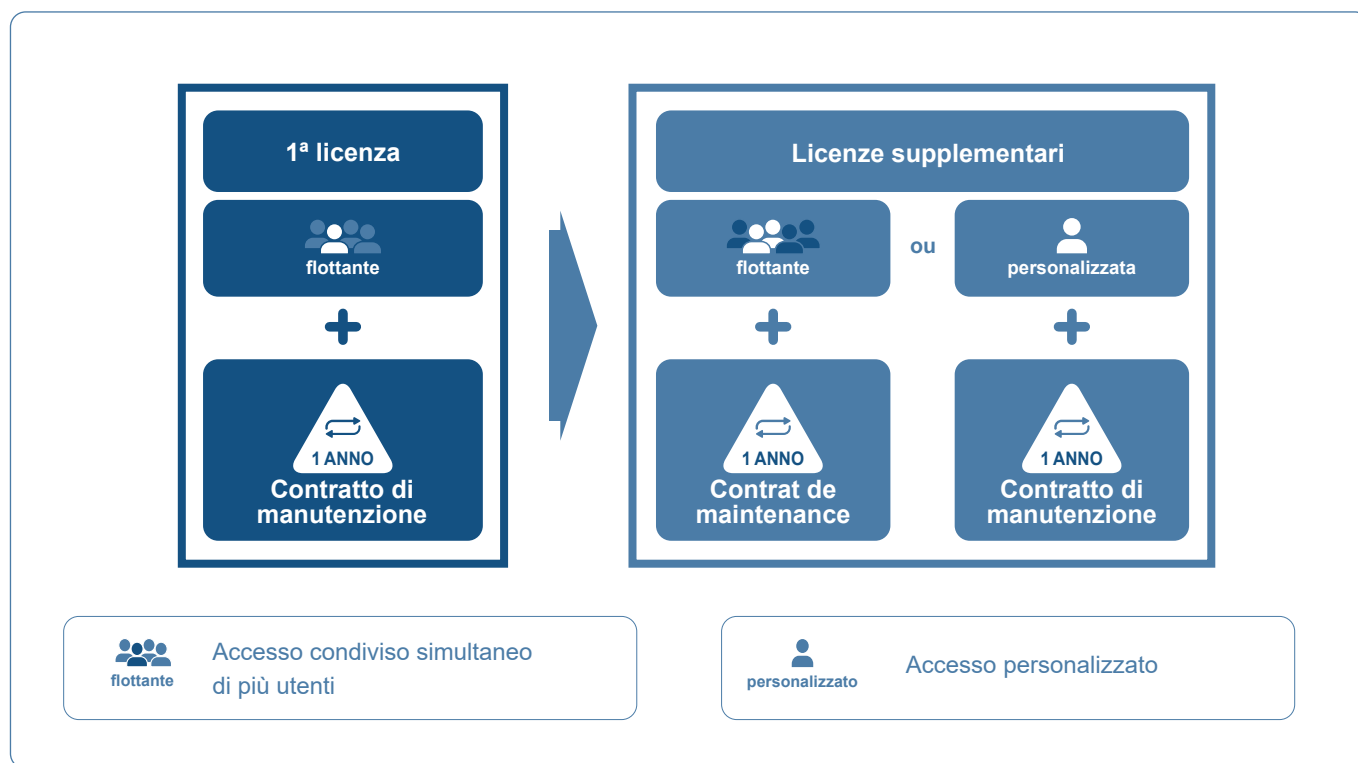 1ª licenza
flottante
1 ANNO
Contratto di
manutenzione
Licenze supplementari
flottante
ou
personalizzata
1 ANNO
Contrat de
maintenance
1 ANNO
Contratto di
manutenzione
flottante
Accesso condiviso simultaneo
di più utenti
personalizzato
Accesso personalizzato